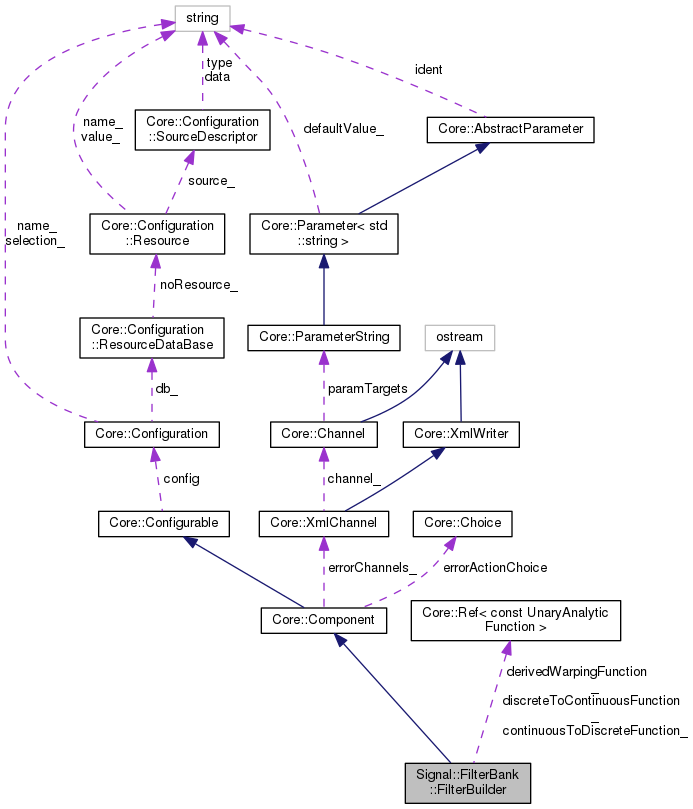 string
ident
type
data
name_
value_
Core::Configuration
::SourceDescriptor
defaultValue_
Core::AbstractParameter
source_
name_
selection_
Core::Configuration
::Resource
Core::Parameter< std
::string >
noResource_
Core::Configuration
::ResourceDataBase
Core::ParameterString
ostream
db_
paramTargets
Core::Configuration
Core::Channel
Core::XmlWriter
config
channel_
Core::Configurable
Core::XmlChannel
Core::Choice
errorChannels_
errorActionChoice
Core::Component
Core::Ref< const UnaryAnalytic
Function >
derivedWarpingFunction
_
discreteToContinuousFunction
_
continuousToDiscreteFunction_
Signal::FilterBank
::FilterBuilder